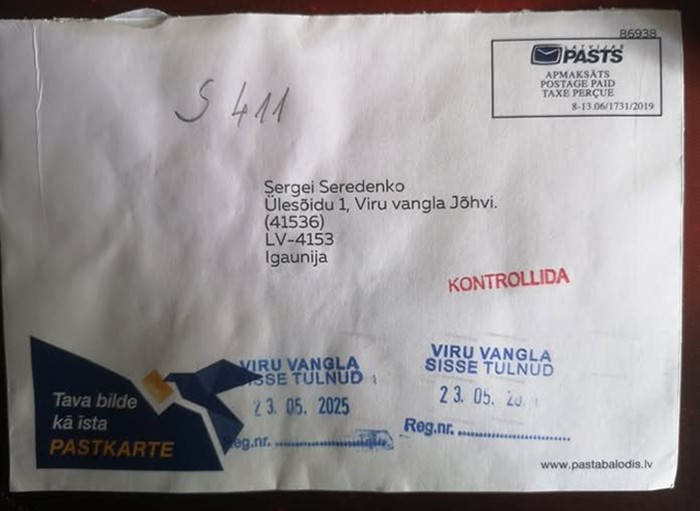 86938
LATVIJAS
PASTS
APMAKSĀTS
POSTAGE PAID
TAXE PERÇUE
8-13.06/1731/2019
S 411
Sergei Seredenko
Ülesõidu 1, Viru vangla Jõhvi.
(41536)
LV-4153
Igaunija
KONTROLLIDA
VIRU VANGLA
SISSE TULNUD
23. 05. 2025
Reg.nr.
VIRU VANGLA
SISSE TULNUD
23. 05.
Reg.nr.
Tava bilde
kā īsta
PASTKARTE
www.pastabalodis.lv